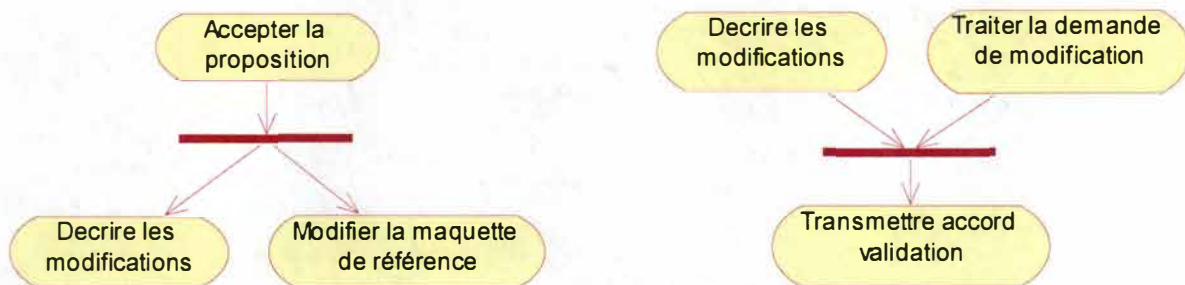 Accepter la
proposition
Decrire les
modifications
Modifier la maquette
de référence
Decrire les
modifications
Traiter la demande
de modification
Transmettre accord
validation